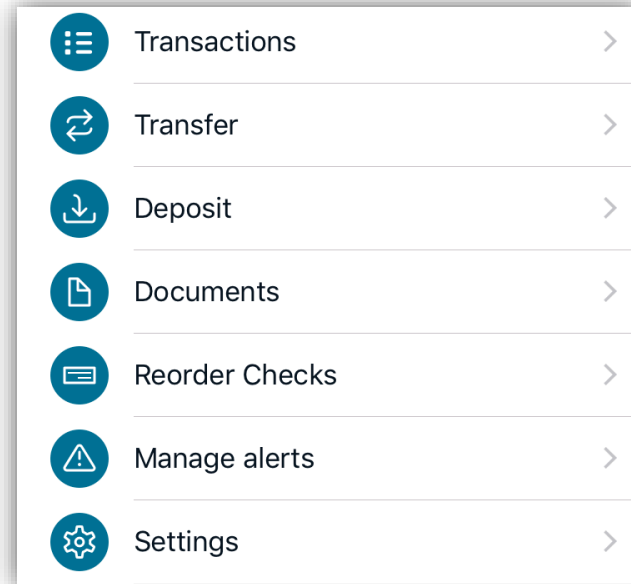 Transactions
Transfer
Deposit
Documents
Reorder Checks
Manage alerts
Settings